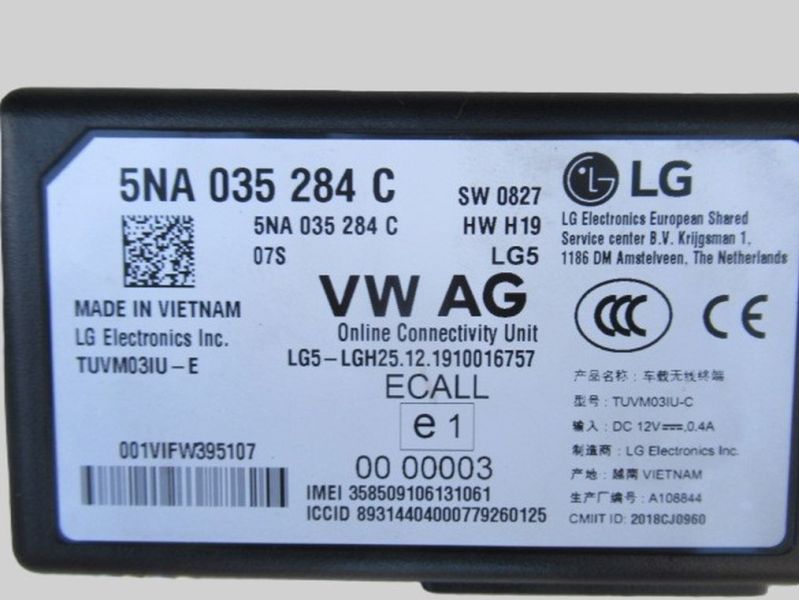 5NA 035 284 C
5NA 035 284 C
07S
SW 0827
HW H19
LG5
LG
LG Electronics European Shared
Service center B.V. Krijgsman 1,
1186 DM Amstelveen, The Netherlands
MADE IN VIETNAM
LG Electronics Inc.
TUVM03IU-E
VW AG
Online Connectivity Unit
LG5-LGH25.12.1910016757
ECALL
e 1
00 00003
IMEI 358509106131061
ICCID 89314404000779260125
001VIFW395107
CCC
CE
产品名称: 车载无线终端
型号: TUVM03IU-C
输入: DC 12V⎓,0.4A
制造商: LG Electronics Inc.
产地: 越南 VIETNAM
生产厂编号: A108844
CMIIT ID: 2018CJ0960